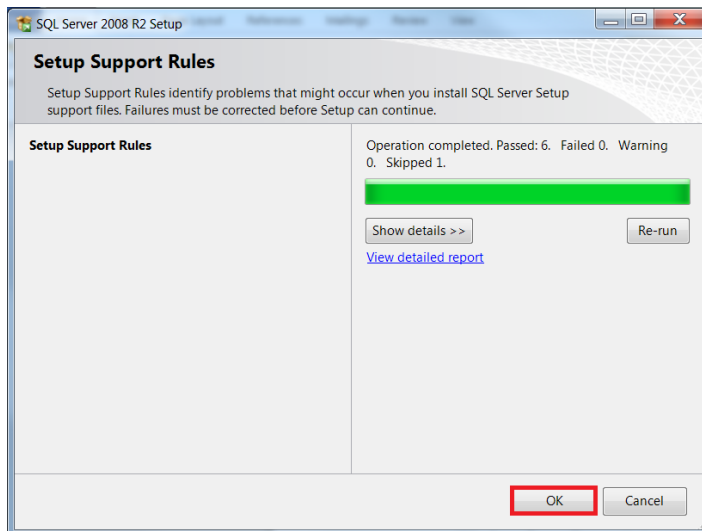 SQL Server 2008 R2 Setup
Setup Support Rules
Setup Support Rules identify problems that might occur when you install SQL Server Setup
support files. Failures must be corrected before Setup can continue.
Setup Support Rules
Operation completed. Passed: 6.   Failed 0.   Warning
0.   Skipped 1.
Show details >>
Re-run
View detailed report
OK
Cancel